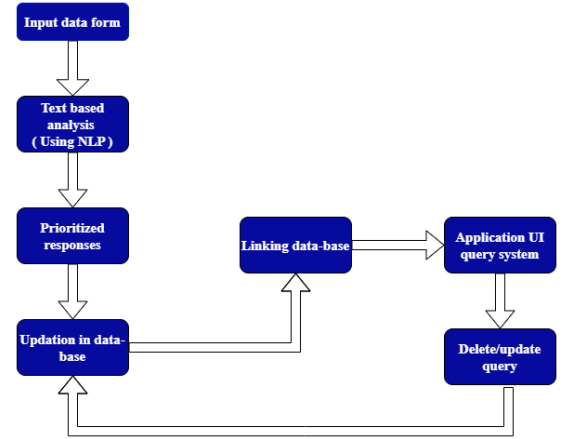 Input data form
Text based
analysis
( Using NLP )
Prioritized
responses
Updation in data-
base
Linking data-base
Application UI
query system
Delete/update
query